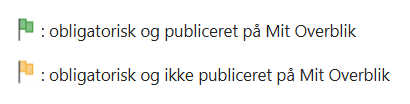 : obligatorisk og publiceret på Mit Overblik
: obligatorisk og ikke publiceret på Mit Overblik